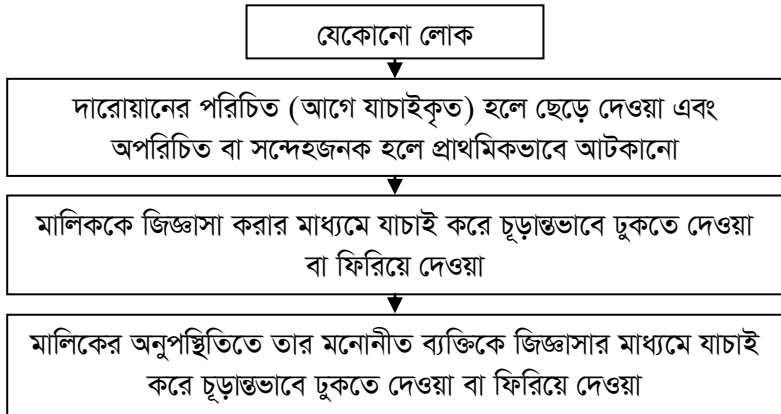 যেকোনো লোক
দারোয়ানের পরিচিত (আগে যাচাইকৃত) হলে ছেড়ে দেওয়া এবং
অপরিচিত বা সন্দেহজনক হলে প্রাথমিকভাবে আটকানো
মালিককে জিজ্ঞাসা করার মাধ্যমে যাচাই করে চূড়ান্তভাবে ঢুকতে দেওয়া
বা ফিরিয়ে দেওয়া
মালিকের অনুপস্থিতিতে তার মনোনীত ব্যক্তিকে জিজ্ঞাসার মাধ্যমে যাচাই
করে চূড়ান্তভাবে ঢুকতে দেওয়া বা ফিরিয়ে দেওয়া